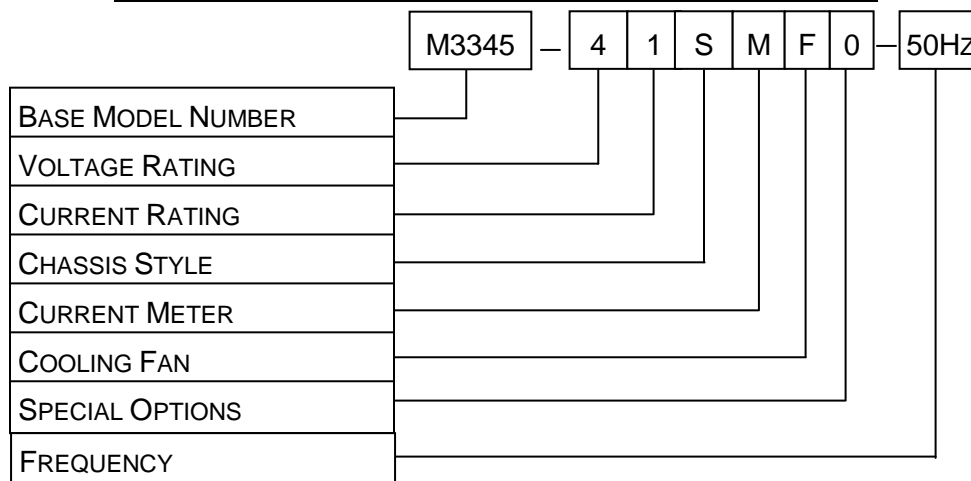 M3345 – 4 1 S M F 0 – 50Hz
BASE MODEL NUMBER
VOLTAGE RATING
CURRENT RATING
CHASSIS STYLE
CURRENT METER
COOLING FAN
SPECIAL OPTIONS
FREQUENCY